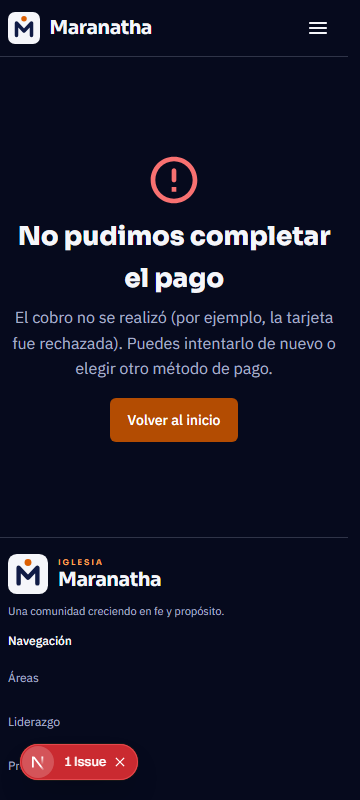 Maranatha
No pudimos completar
el pago
El cobro no se realizó (por ejemplo, la tarjeta
fue rechazada). Puedes intentarlo de nuevo o
elegir otro método de pago.
Volver al inicio
IGLESIA
Maranatha
Una comunidad creciendo en fe y propósito.
Navegación
Áreas
Liderazgo
1 Issue